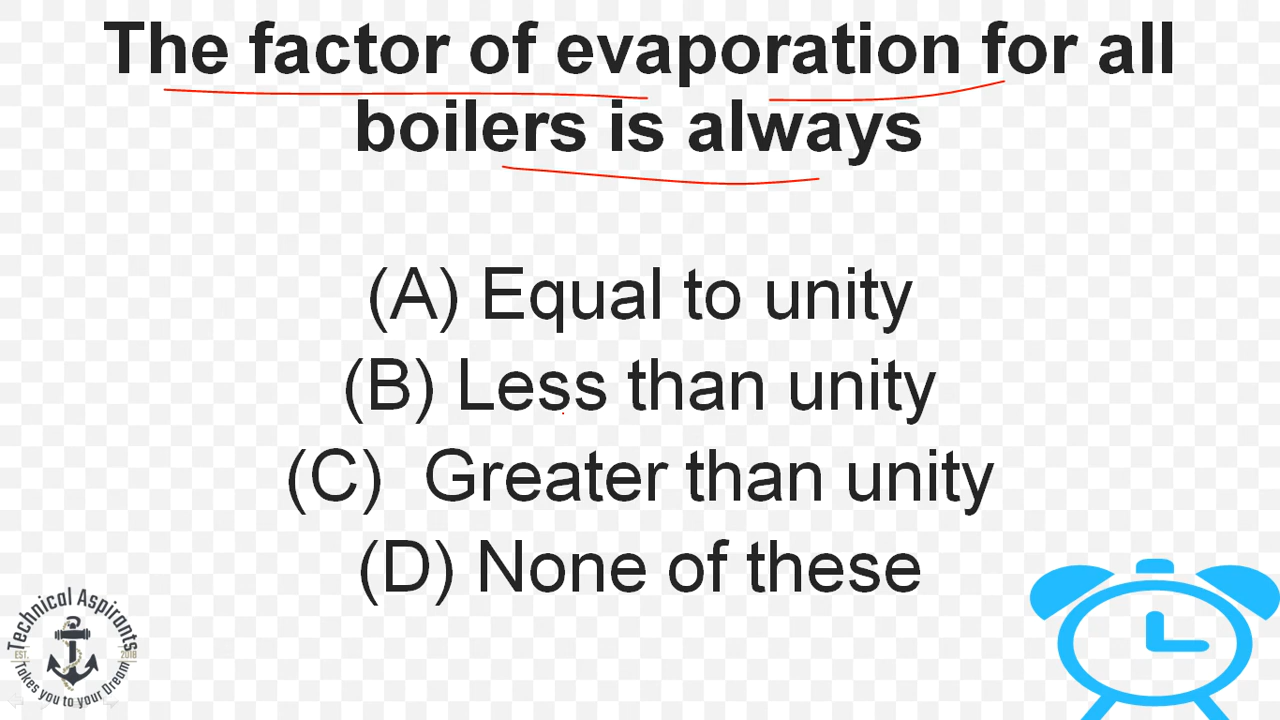 The factor of evaporation for all
boilers is always
(A) Equal to unity
(B) Less than unity
(C) Greater than unity
(D) None of these
Technical Aspirants
EST. 2018
Takes you to your Dream